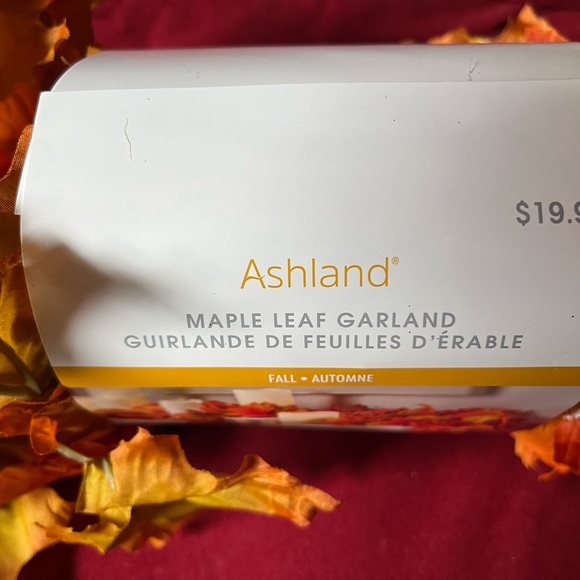 $19.9
Ashland®
MAPLE LEAF GARLAND
GUIRLANDE DE FEUILLES D'ÉRABLE
FALL • AUTOMNE